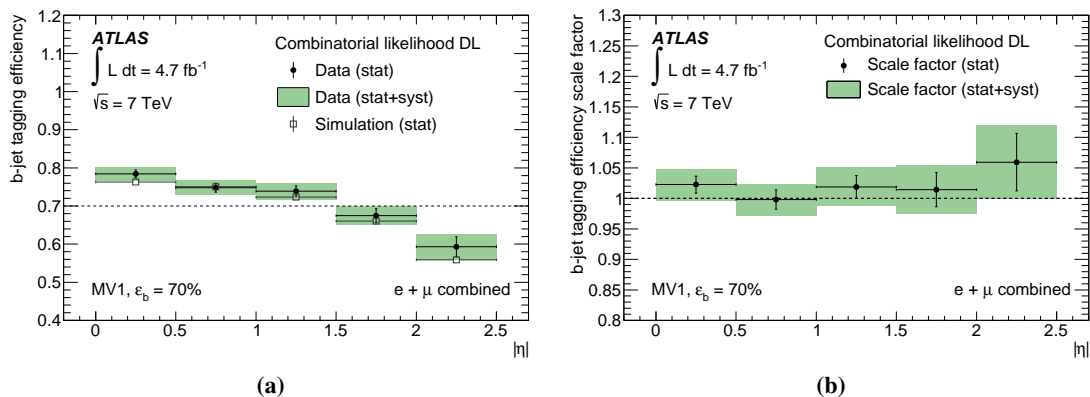 b-jet tagging efficiency
1.2
1.1
1
0.9
0.8
0.7
0.6
0.5
0.4
ATLAS
∫ L dt = 4.7 fb-1
√s = 7 TeV
Combinatorial likelihood DL
Data (stat)
Data (stat+syst)
Simulation (stat)
MV1, εb = 70%
e + μ combined
0 0.5 1 1.5 2 2.5
|η|
(a)
b-jet tagging efficiency scale factor
1.3
1.25
1.2
1.15
1.1
1.05
1
0.95
0.9
0.85
0.8
ATLAS
∫ L dt = 4.7 fb-1
√s = 7 TeV
Combinatorial likelihood DL
Scale factor (stat)
Scale factor (stat+syst)
MV1, εb = 70%
e + μ combined
0 0.5 1 1.5 2 2.5
|η|
(b)